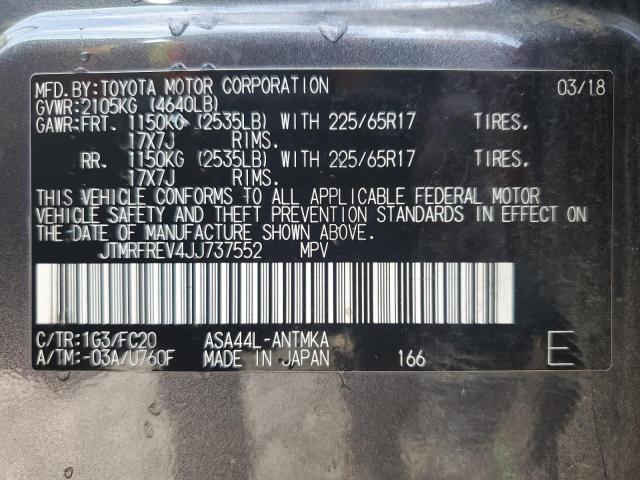 MFD.BY:TOYOTA MOTOR CORPORATION 03/18
GVWR:2105KG (4640LB)
GAWR:FRT. 1150KG (2535LB) WITH 225/65R17 TIRES.
17X7J RIMS.
RR. 1150KG (2535LB) WITH 225/65R17 TIRES.
17X7J RIMS.
THIS VEHICLE CONFORMS TO ALL APPLICABLE FEDERAL MOTOR
VEHICLE SAFETY AND THEFT PREVENTION STANDARDS IN EFFECT ON
THE DATE OF MANUFACTURE SHOWN ABOVE.
JTMRFREV4JJ737552 MPV
C/TR:1G3/FC20 ASA44L-ANTMKA
A/TM:-03A/U760F MADE IN JAPAN 166 E